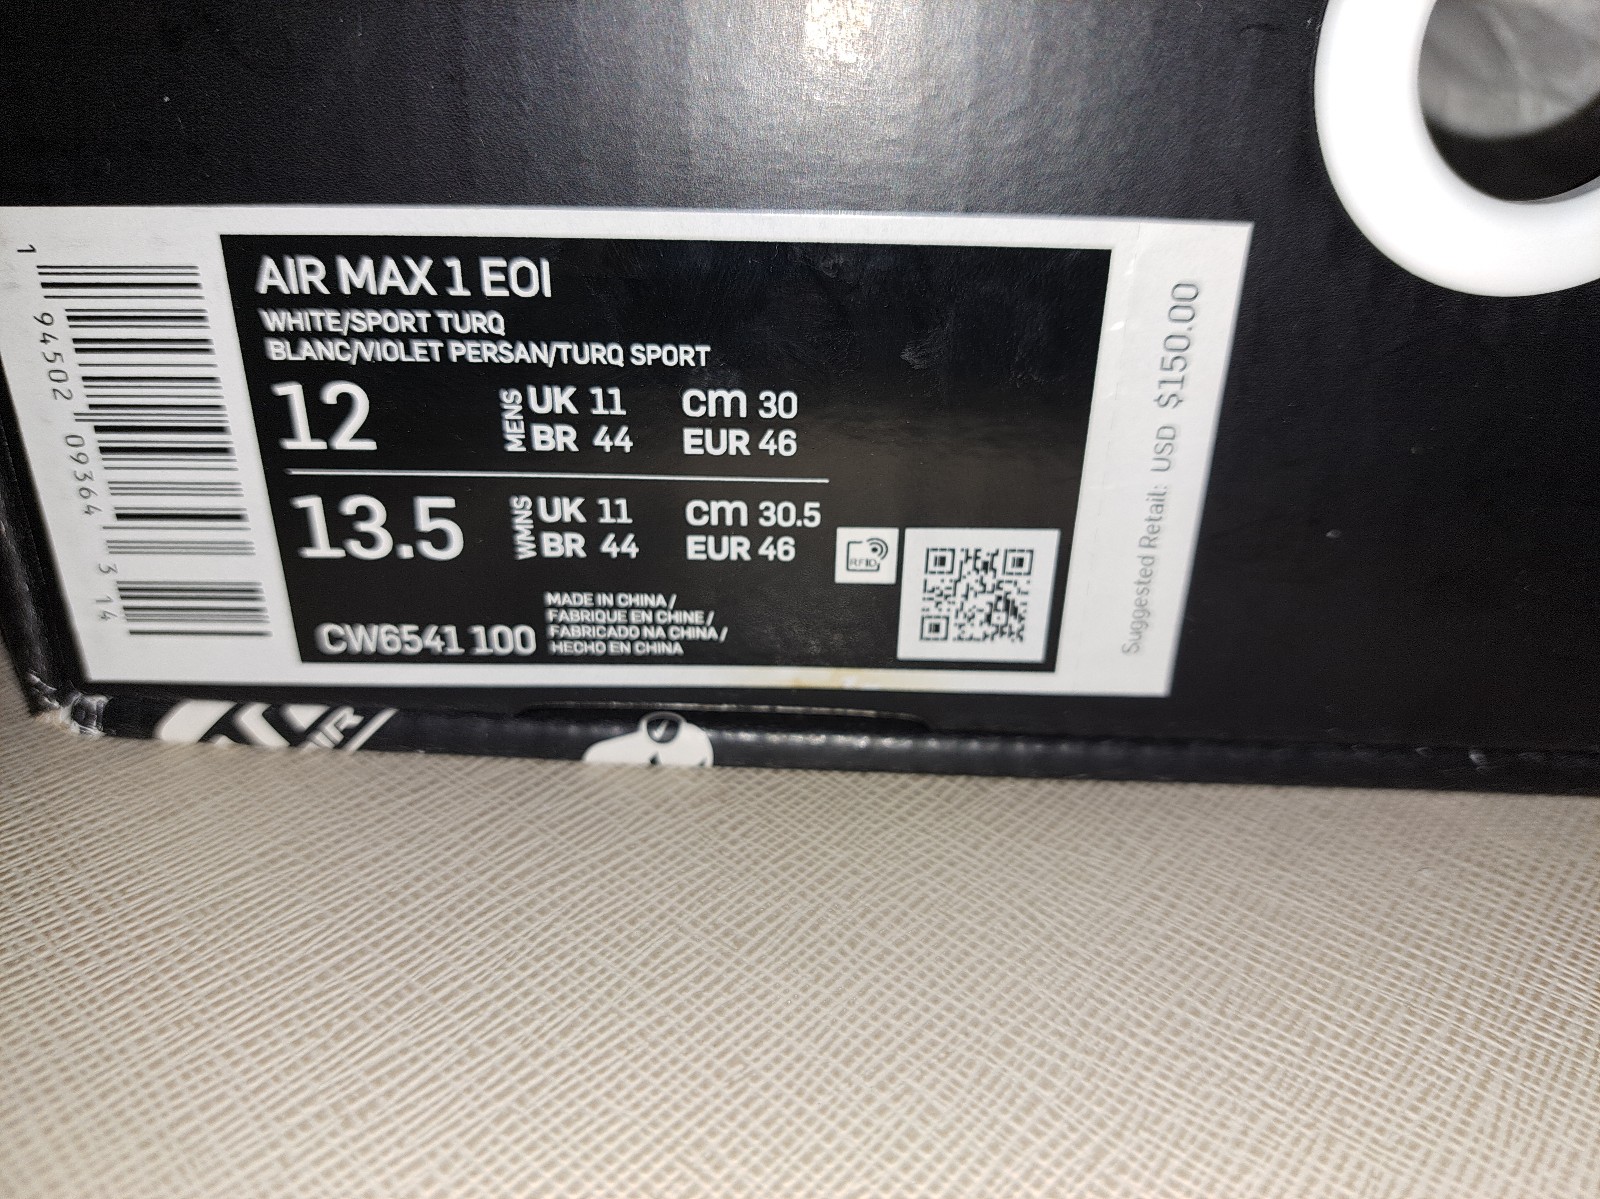 AIR MAX 1 EOI
WHITE/SPORT TURQ
BLANC/VIOLET PERSAN/TURQ SPORT
12
MENS
UK 11
cm 30
BR 44
EUR 46
13.5
WMNS
UK 11
cm 30.5
BR 44
EUR 46
RFID
CW6541 100
MADE IN CHINA /
FABRIQUE EN CHINE /
FABRICADO NA CHINA /
HECHO EN CHINA
1 94502 09364 3 14
Suggested Retail: USD $150.00